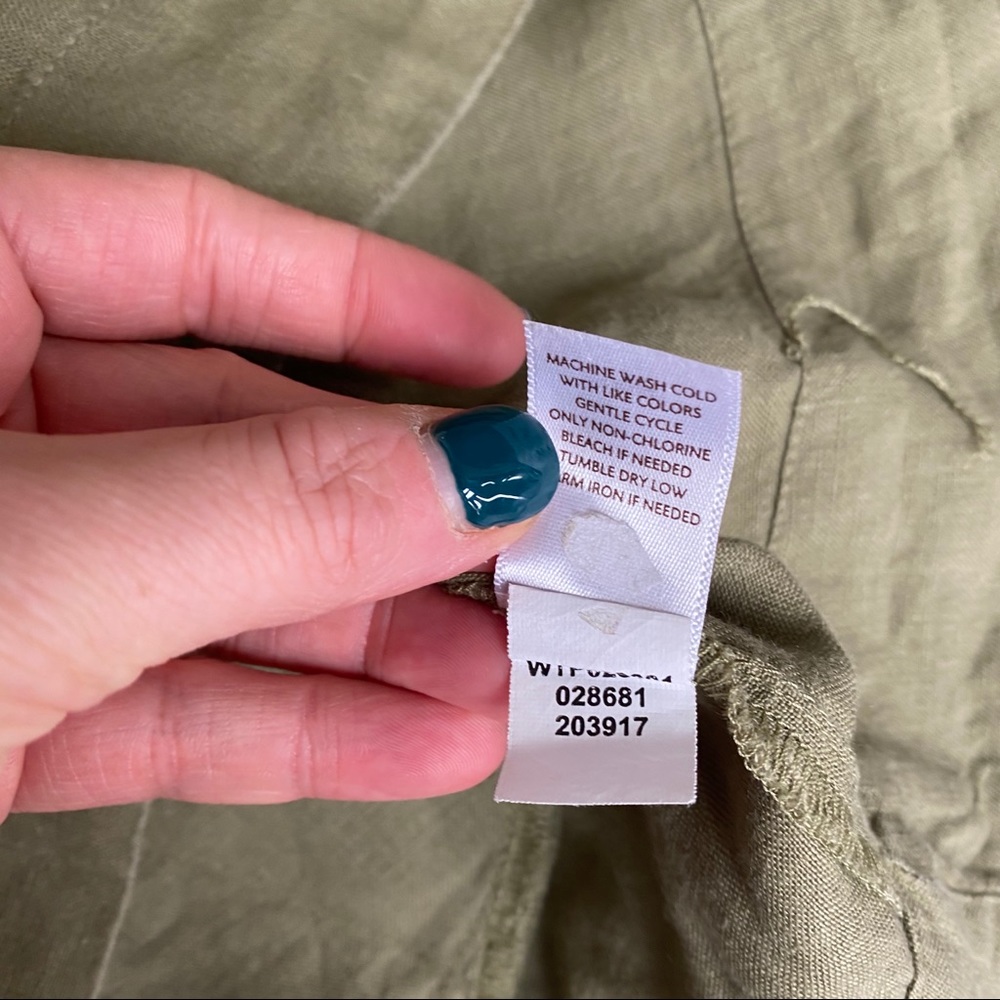 MACHINE WASH COLD
WITH LIKE COLORS
GENTLE CYCLE
ONLY NON-CHLORINE
BLEACH IF NEEDED
TUMBLE DRY LOW
RM IRON IF NEEDED
028681
203917